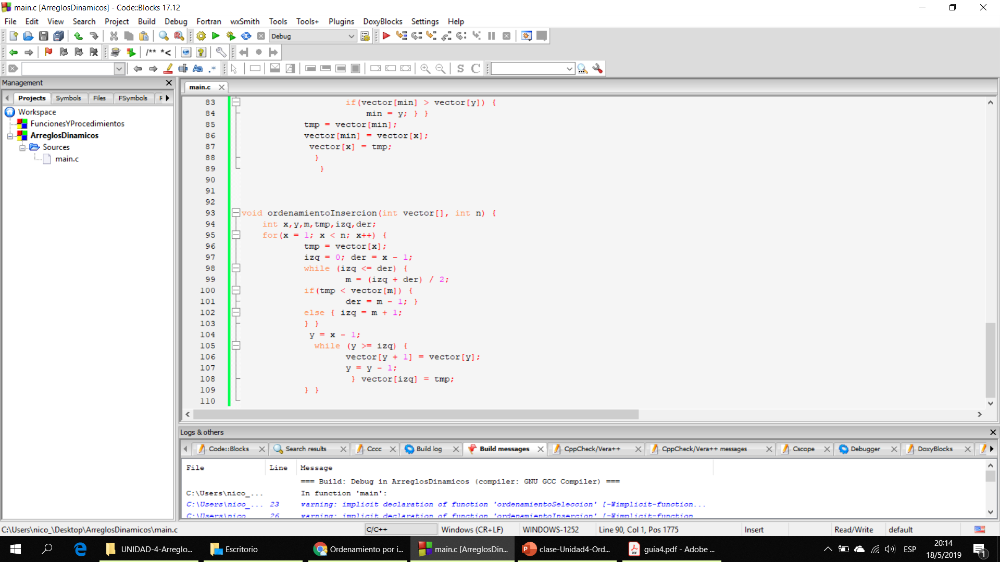 main.c [ArreglosDinamicos] - Code::Blocks 17.12
File Edit View Search Project Build Debug Fortran wxSmith Tools Tools+ Plugins DoxyBlocks Settings Help
Debug
/** *<
Aa .*
S C
Management
Projects Symbols Files FSymbols
Workspace
FuncionesYProcedimientos
ArreglosDinamicos
Sources
main.c
main.c
83 if(vector[min] > vector[y]) {
84 min = y; } }
85 tmp = vector[min];
86 vector[min] = vector[x];
87 vector[x] = tmp;
88 }
89 }
90
91
92
93 void ordenamientoInsercion(int vector[], int n) {
94 int x,y,m,tmp,izq,der;
95 for(x = 1; x < n; x++) {
96 tmp = vector[x];
97 izq = 0; der = x - 1;
98 while (izq <= der) {
99 m = (izq + der) / 2;
100 if(tmp < vector[m]) {
101 der = m - 1; }
102 else { izq = m + 1;
103 } }
104 y = x - 1;
105 while (y >= izq) {
106 vector[y + 1] = vector[y];
107 y = y - 1;
108 } vector[izq] = tmp;
109 } }
110
Logs & others
Code::Blocks Search results Cccc Build log Build messages CppCheck/Vera++ CppCheck/Vera++ messages Cscope Debugger DoxyBlocks
File Line Message
=== Build: Debug in ArreglosDinamicos (compiler: GNU GCC Compiler) ===
C:\Users\nico_... In function 'main':
C:\Users\nico_... 23 warning: implicit declaration of function 'ordenamientoSeleccion' [-Wimplicit-function...
C:\Users\nico_... 26 warning: implicit declaration of function 'ordenamientoInsercion' [-Wimplicit-function...
C:\Users\nico_\Desktop\ArreglosDinamicos\main.c C/C++ Windows (CR+LF) WINDOWS-1252 Line 90, Col 1, Pos 1775 Insert Read/Write default
UNIDAD-4-Arreglo... Escritorio Ordenamiento por i... main.c [ArreglosDin... clase-Unidad4-Ord... guia4.pdf - Adobe ... ESP
20:14
18/5/2019
1